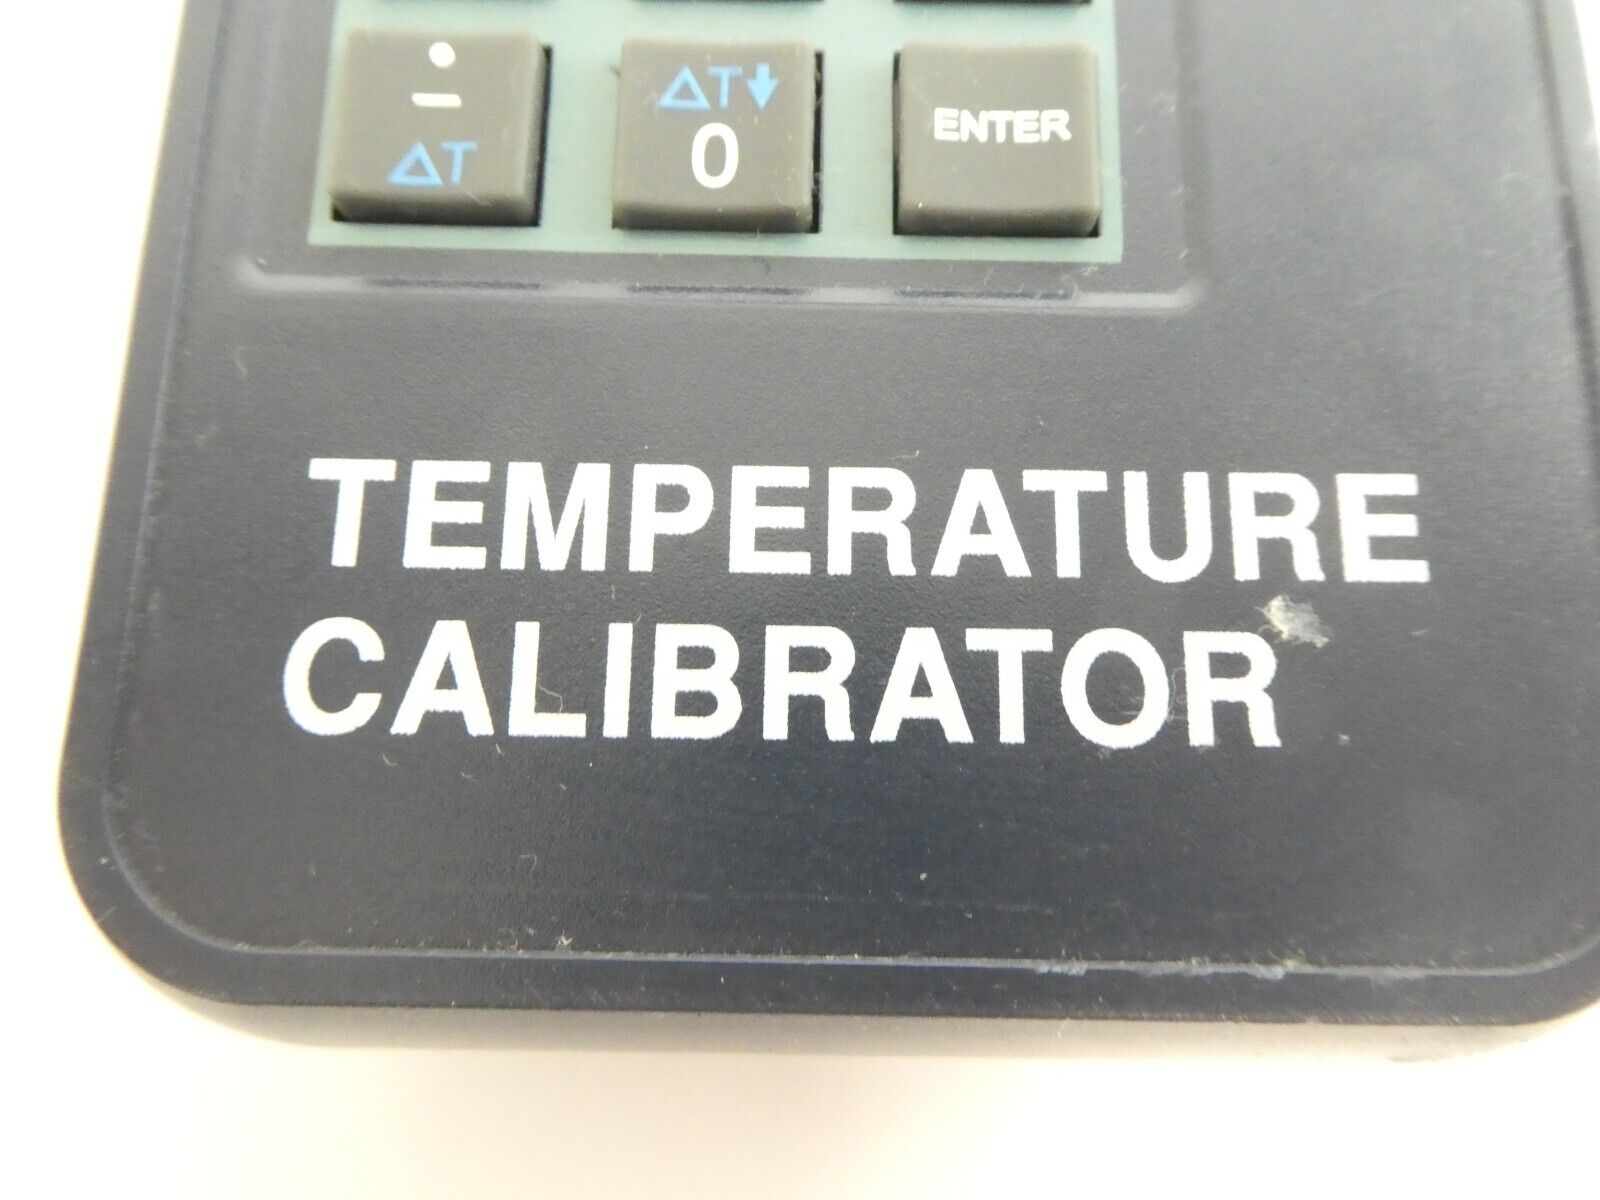 • ΔT↓
− 0 ENTER
ΔT
TEMPERATURE
CALIBRATOR